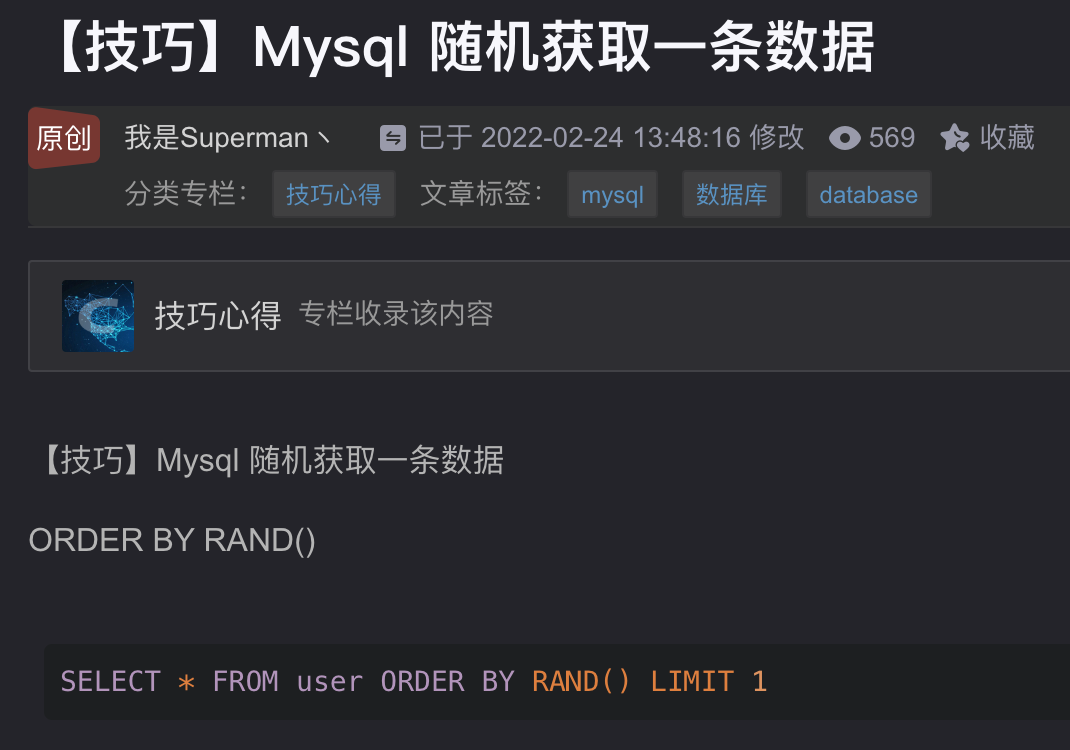 【技巧】Mysql 随机获取一条数据
原创 我是Superman丶 已于 2022-02-24 13:48:16 修改 569 收藏
分类专栏： 技巧心得 文章标签： mysql 数据库 database
技巧心得 专栏收录该内容
【技巧】Mysql 随机获取一条数据
ORDER BY RAND()
SELECT * FROM user ORDER BY RAND() LIMIT 1